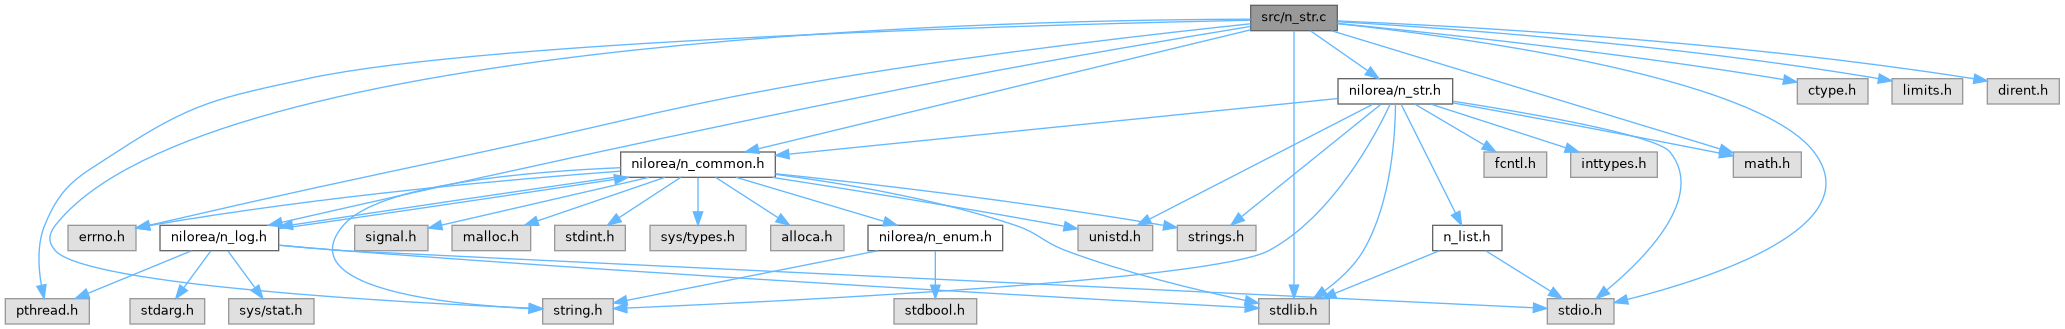 src/n_str.c
nilorea/n_str.h
ctype.h
limits.h
dirent.h
nilorea/n_common.h
fcntl.h
inttypes.h
math.h
errno.h
nilorea/n_log.h
signal.h
malloc.h
stdint.h
sys/types.h
alloca.h
nilorea/n_enum.h
unistd.h
strings.h
n_list.h
pthread.h
stdarg.h
sys/stat.h
string.h
stdbool.h
stdlib.h
stdio.h